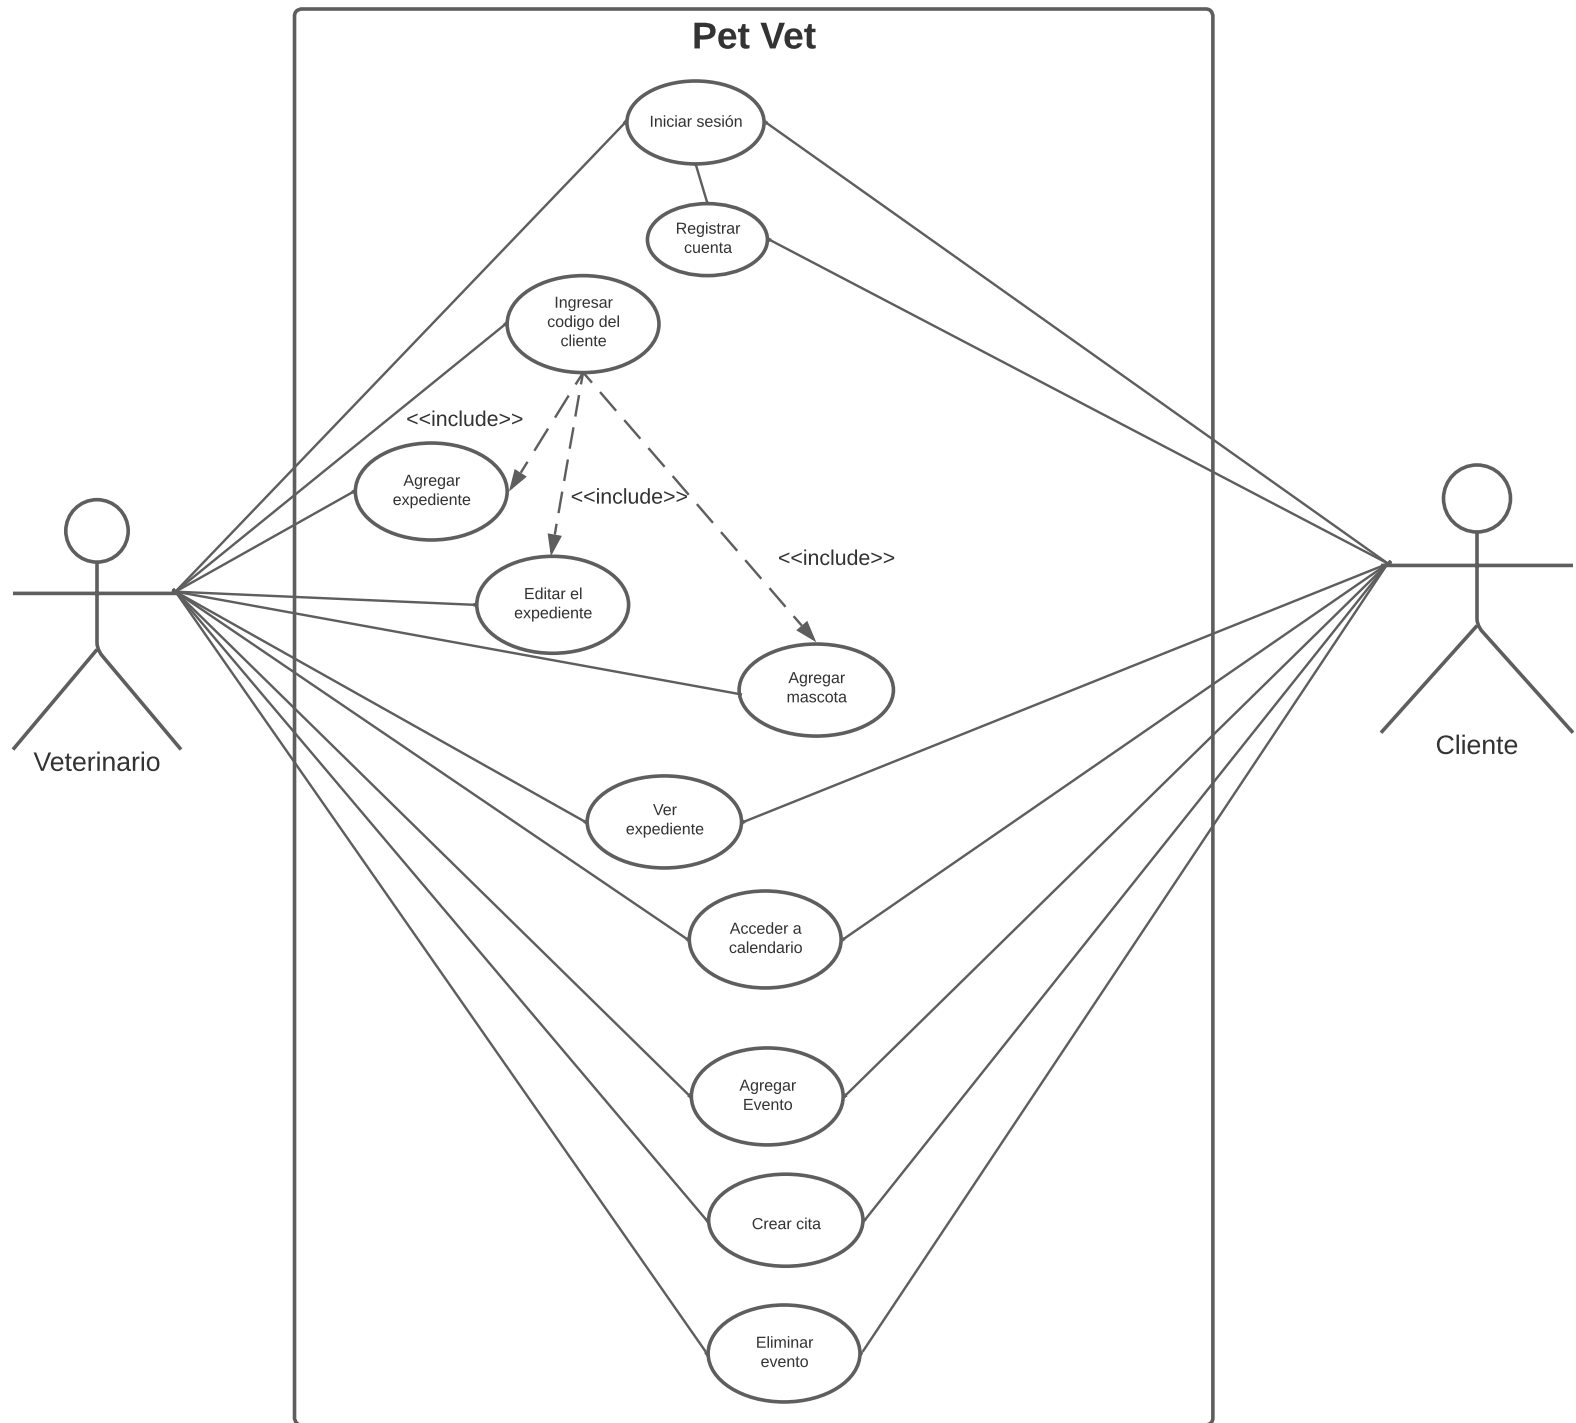 Pet Vet
Iniciar sesión
Registrar
cuenta
Ingresar
codigo del
cliente
<<include>>
Agregar
expediente
<<include>>
<<include>>
Editar el
expediente
Agregar
mascota
Veterinario
Cliente
Ver
expediente
Acceder a
calendario
Agregar
Evento
Crear cita
Eliminar
evento